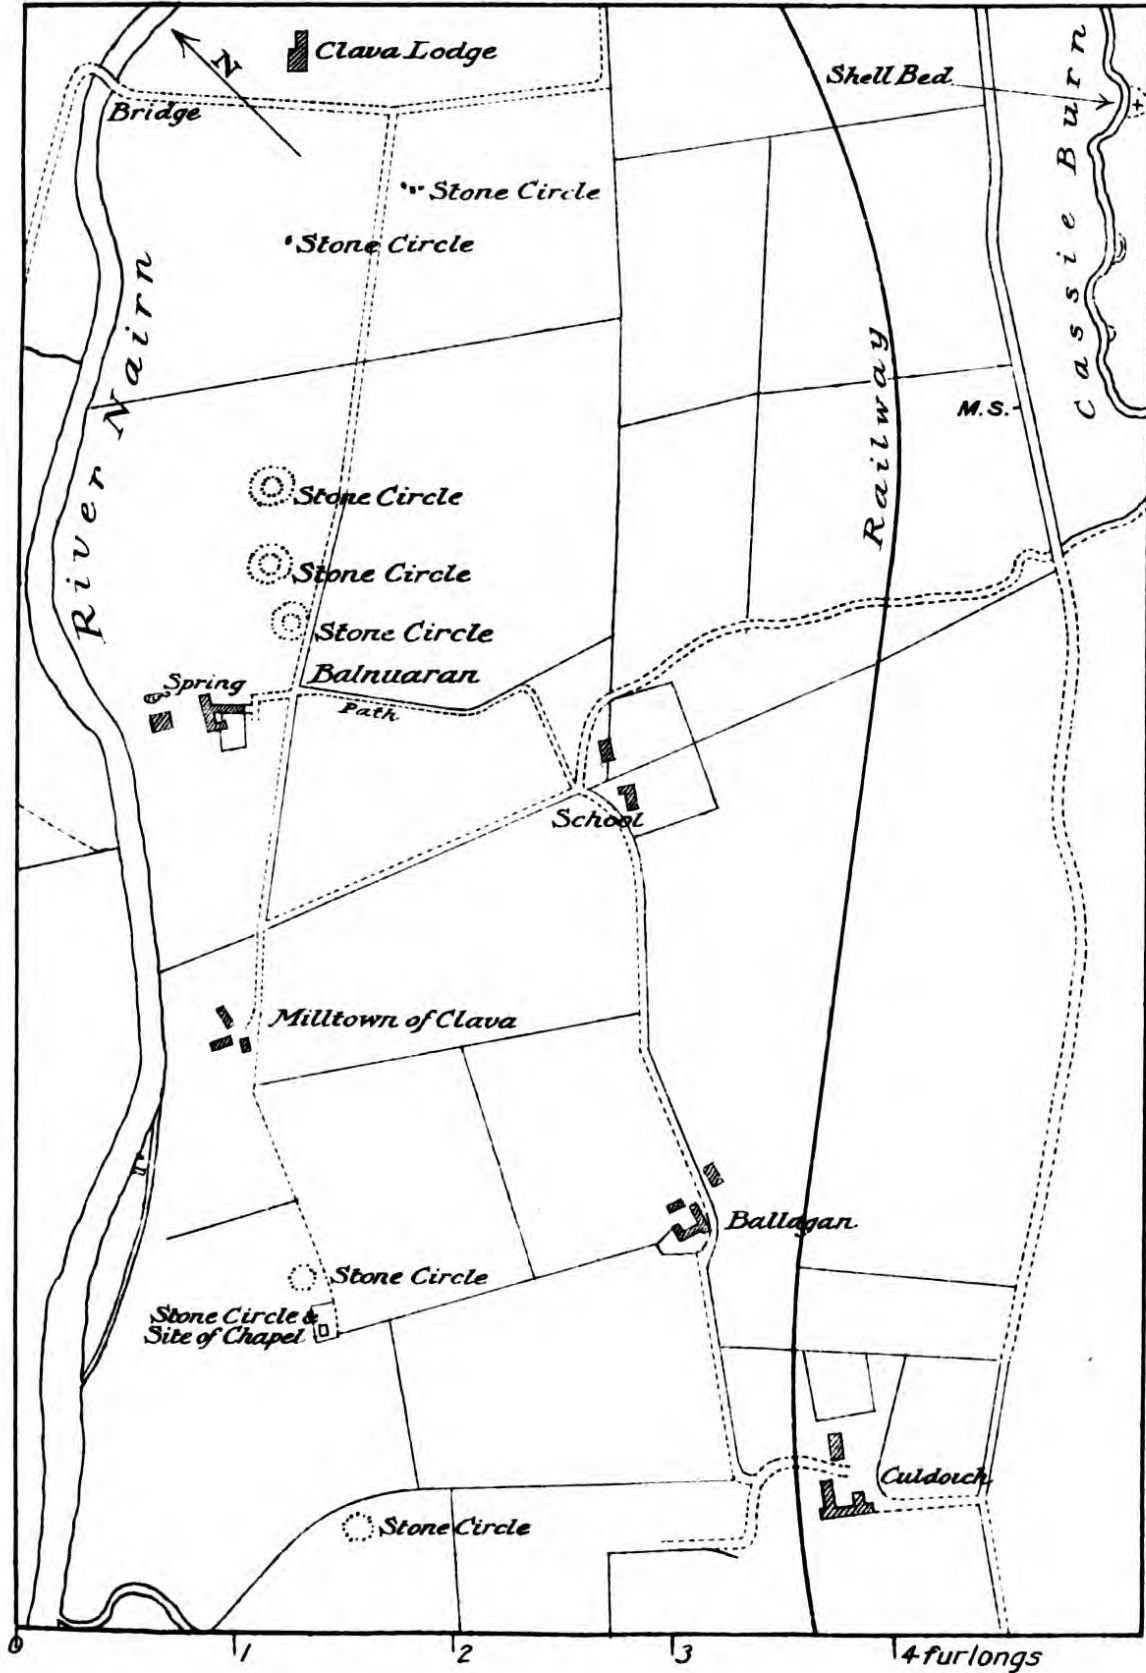 N
Clava Lodge
Shell Bed
Bridge
Stone Circle
Stone Circle
River Nairn
Cassie Burn
Railway
M.S.
Stone Circle
Stone Circle
Stone Circle
Balnuaran
Spring
Path
School
Milltown of Clava
Ballagan
Stone Circle
Stone Circle &
Site of Chapel
Culdoich
Stone Circle
0 1 2 3 4 furlongs